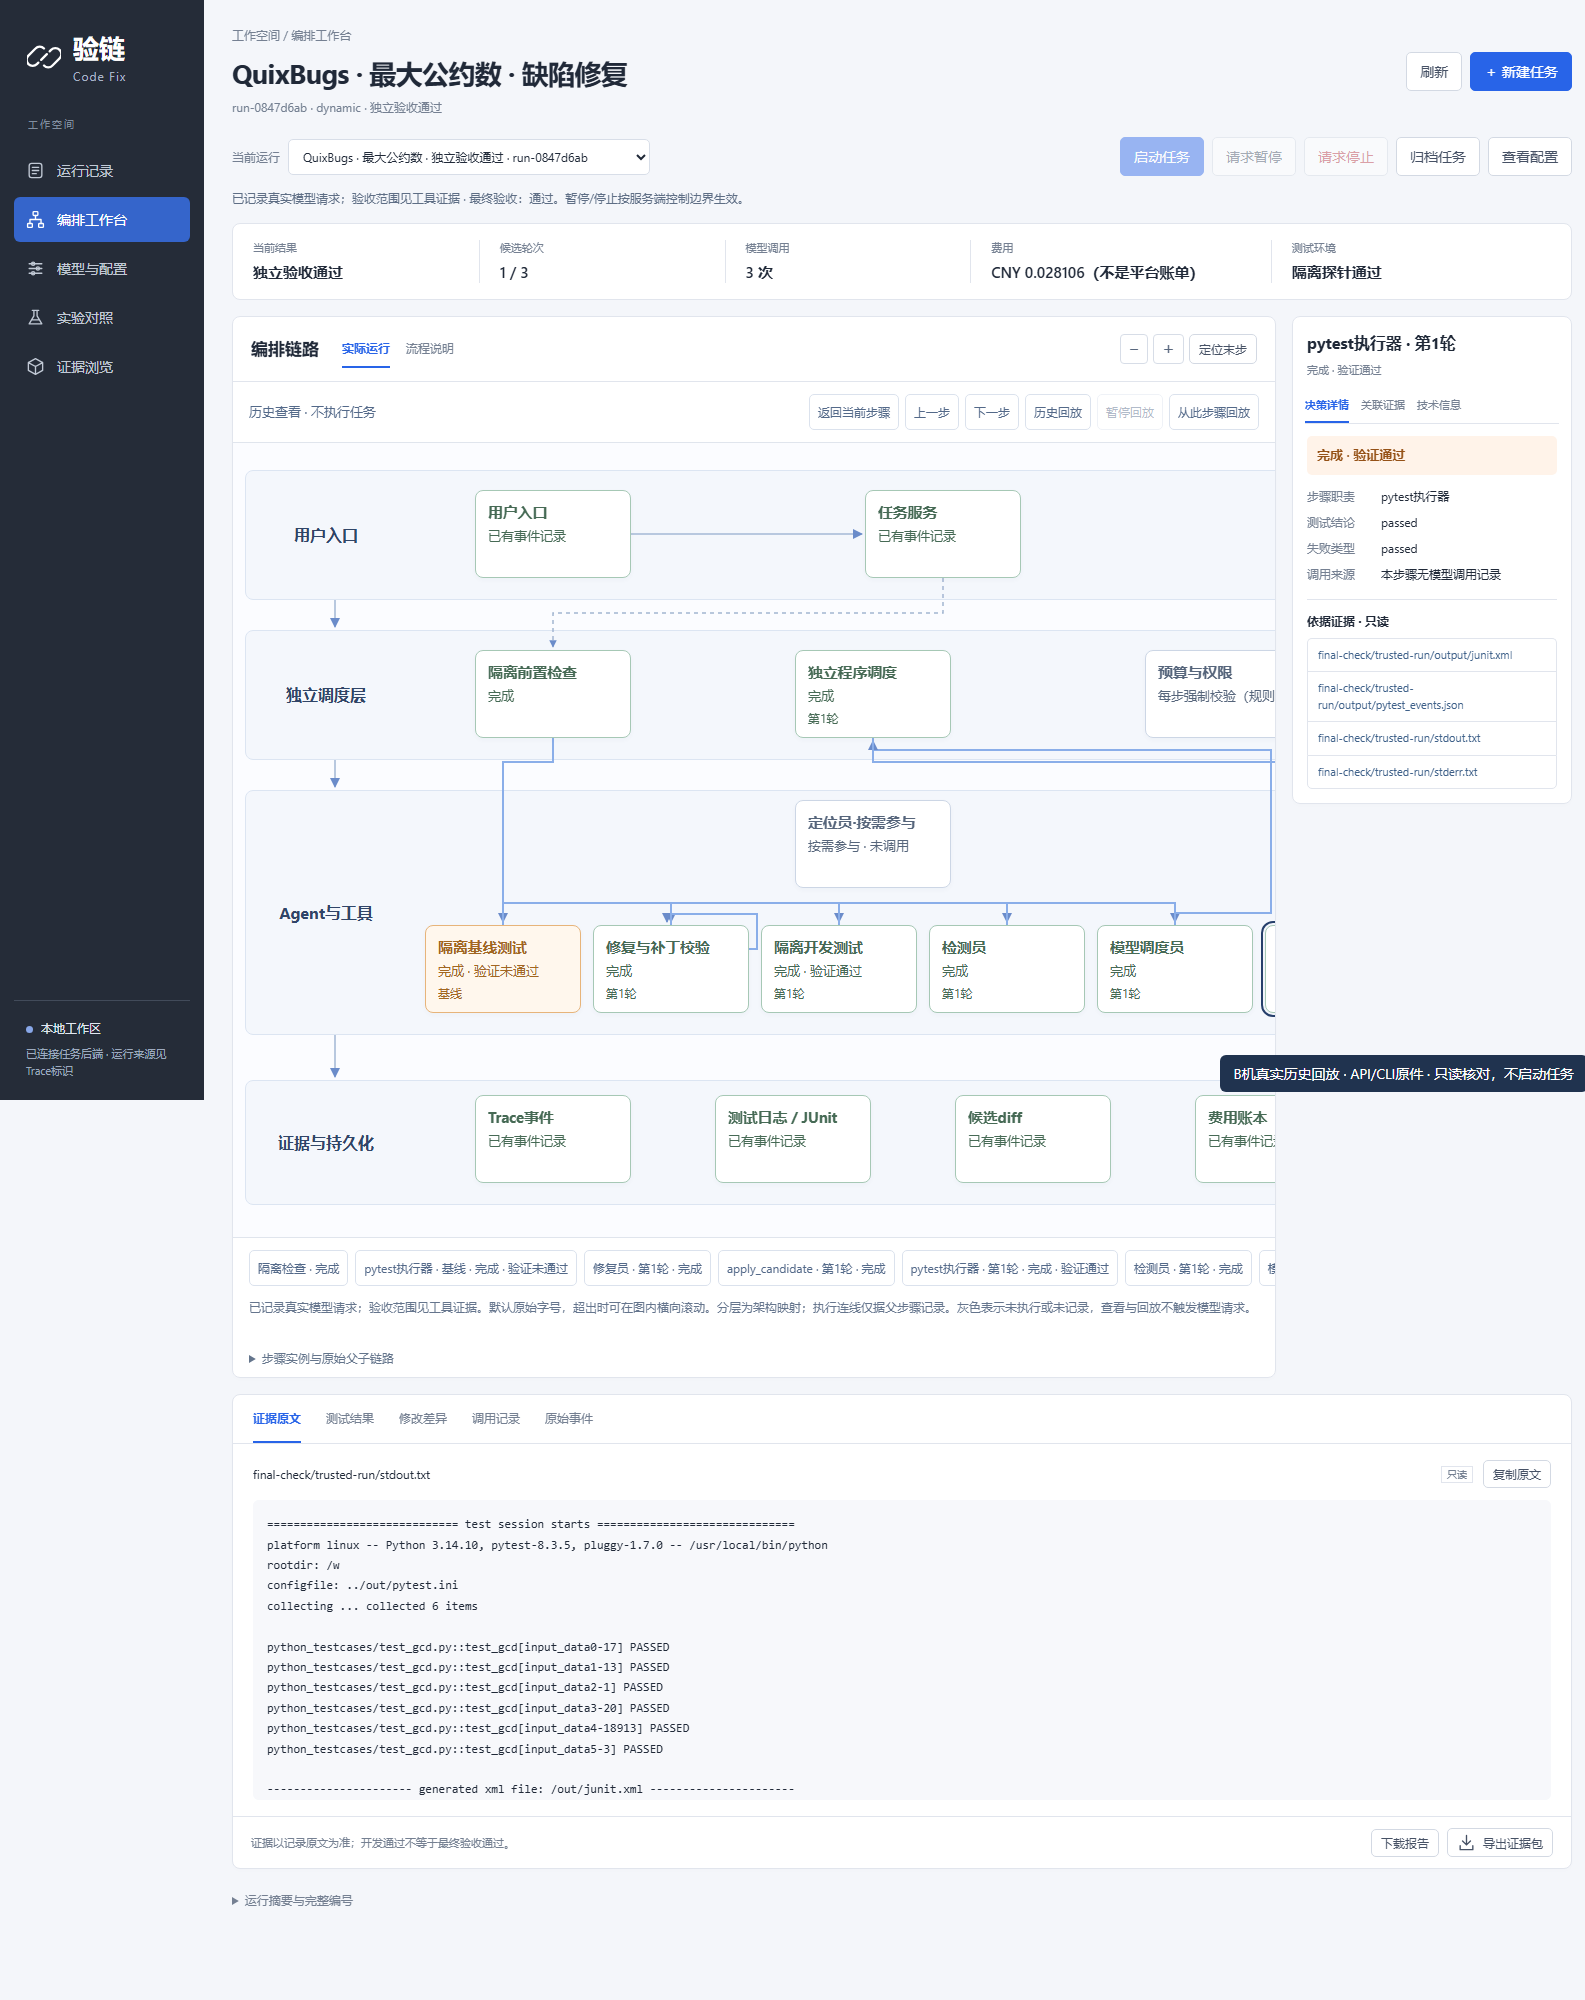 验链
Code Fix
工作空间
运行记录
编排工作台
模型与配置
实验对照
证据浏览
本地工作区
已连接任务后端 · 运行来源见
Trace标识
工作空间 / 编排工作台
QuixBugs · 最大公约数 · 缺陷修复
run-0847d6ab · dynamic · 独立验收通过
刷新
+ 新建任务
当前运行
QuixBugs · 最大公约数 · 独立验收通过 · run-0847d6ab
启动任务
请求暂停
请求停止
归档任务
查看配置
已记录真实模型请求；验收范围见工具证据 · 最终验收：通过。暂停/停止按服务端控制边界生效。
当前结果
独立验收通过
候选轮次
1 / 3
模型调用
3 次
费用
CNY 0.028106（不是平台账单）
测试环境
隔离探针通过
编排链路
实际运行
流程说明
−
+
定位末步
历史查看 · 不执行任务
返回当前步骤
上一步
下一步
历史回放
暂停回放
从此步骤回放
用户入口
用户入口
已有事件记录
任务服务
已有事件记录
独立调度层
隔离前置检查
完成
独立程序调度
完成
第1轮
预算与权限
每步强制校验（规则
Agent与工具
定位员·按需参与
按需参与 · 未调用
隔离基线测试
完成 · 验证未通过
基线
修复与补丁校验
完成
第1轮
隔离开发测试
完成 · 验证通过
第1轮
检测员
完成
第1轮
模型调度员
完成
第1轮
证据与持久化
Trace事件
已有事件记录
测试日志 / JUnit
已有事件记录
候选diff
已有事件记录
费用账本
已有事件记
隔离检查 · 完成
pytest执行器 · 基线 · 完成 · 验证未通过
修复员 · 第1轮 · 完成
apply_candidate · 第1轮 · 完成
pytest执行器 · 第1轮 · 完成 · 验证通过
检测员 · 第1轮 · 完成
已记录真实模型请求；验收范围见工具证据。默认原始字号，超出时可在图内横向滚动。分层为架构映射；执行连线仅据父步骤记录。灰色表示未执行或未记录，查看与回放不触发模型请求。
步骤实例与原始父子链路
pytest执行器 · 第1轮
完成 · 验证通过
决策详情
关联证据
技术信息
完成 · 验证通过
步骤职责 pytest执行器
测试结论 passed
失败类型 passed
调用来源 本步骤无模型调用记录
依据证据 · 只读
final-check/trusted-run/output/junit.xml
final-check/trusted-
run/output/pytest_events.json
final-check/trusted-run/stdout.txt
final-check/trusted-run/stderr.txt
B机真实历史回放 · API/CLI原件 · 只读核对，不启动任务
证据原文
测试结果
修改差异
调用记录
原始事件
final-check/trusted-run/stdout.txt
只读
复制原文
============================= test session starts ==============================
platform linux -- Python 3.14.10, pytest-8.3.5, pluggy-1.7.0 -- /usr/local/bin/python
rootdir: /w
configfile: ../out/pytest.ini
collecting ... collected 6 items
python_testcases/test_gcd.py::test_gcd[input_data0-17] PASSED
python_testcases/test_gcd.py::test_gcd[input_data1-13] PASSED
python_testcases/test_gcd.py::test_gcd[input_data2-1] PASSED
python_testcases/test_gcd.py::test_gcd[input_data3-20] PASSED
python_testcases/test_gcd.py::test_gcd[input_data4-18913] PASSED
python_testcases/test_gcd.py::test_gcd[input_data5-3] PASSED
---------------------- generated xml file: /out/junit.xml ----------------------
证据以记录原文为准；开发通过不等于最终验收通过。
下载报告
导出证据包
运行摘要与完整编号